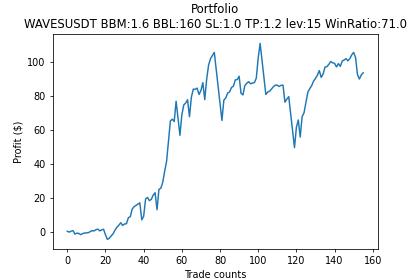 Portfolio
WAVESUSDT BBM:1.6 BBL:160 SL:1.0 TP:1.2 lev:15 WinRatio:71.0
Profit ($)
100
80
60
40
20
0
0 20 40 60 80 100 120 140 160
Trade counts